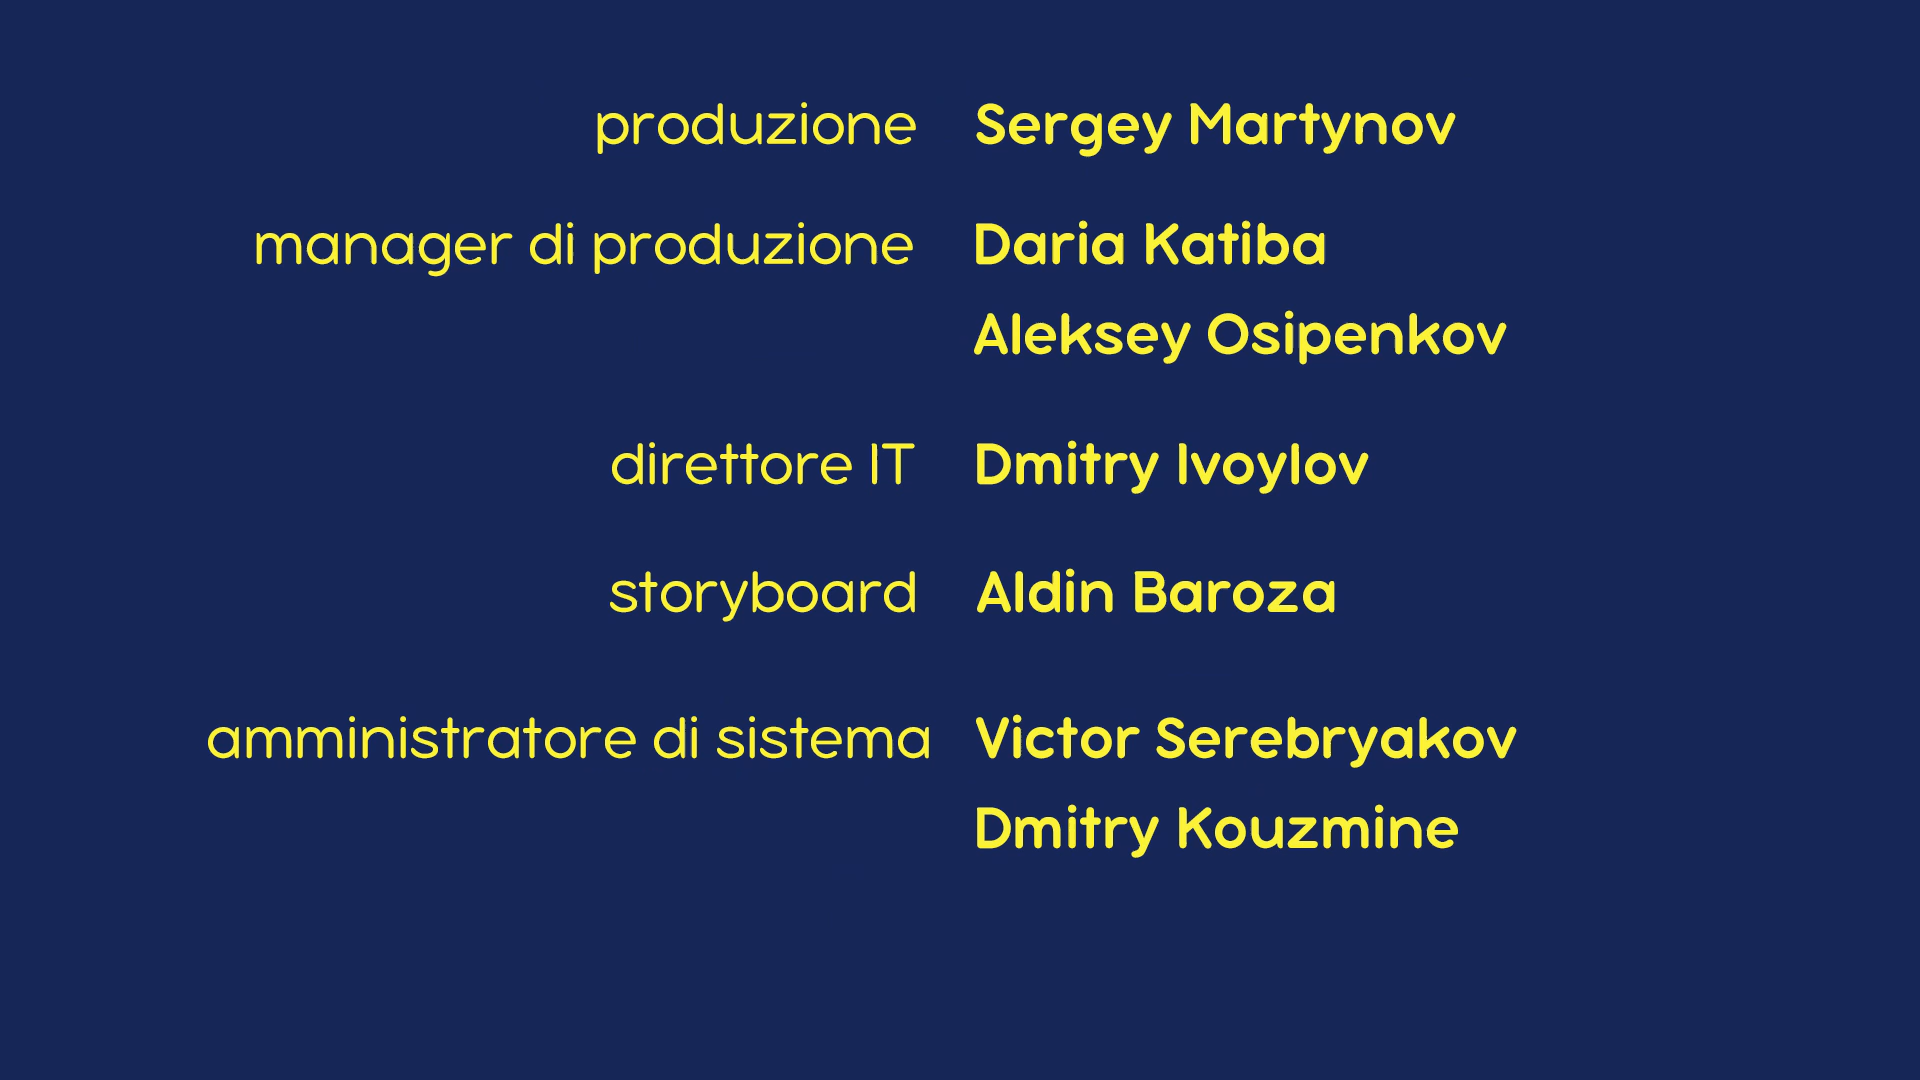 produzione Sergey Martynov
manager di produzione Daria Katiba
Aleksey Osipenkov
direttore IT Dmitry Ivoylov
storyboard Aldin Baroza
amministratore di sistema Victor Serebryakov
Dmitry Kouzmine